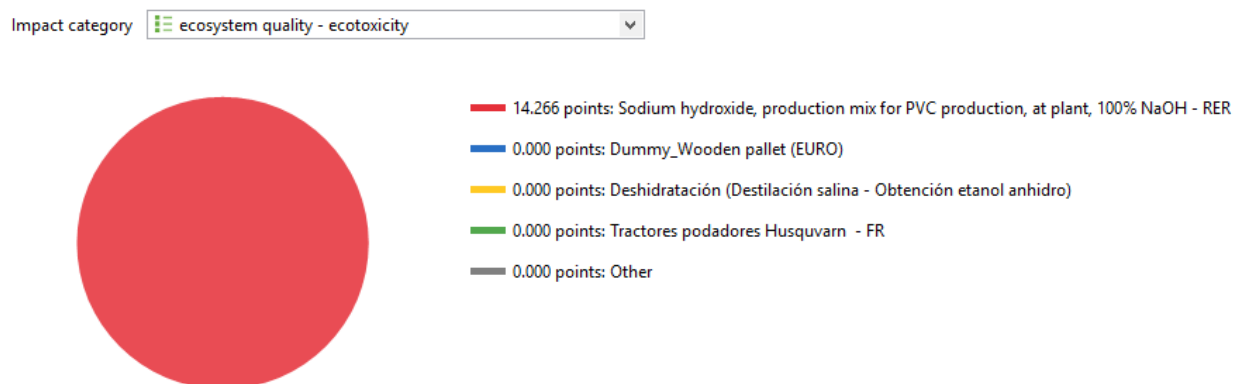 Impact category ecosystem quality - ecotoxicity
14.266 points: Sodium hydroxide, production mix for PVC production, at plant, 100% NaOH - RER
0.000 points: Dummy_Wooden pallet (EURO)
0.000 points: Deshidratación (Destilación salina - Obtención etanol anhidro)
0.000 points: Tractores podadores Husquvarn - FR
0.000 points: Other